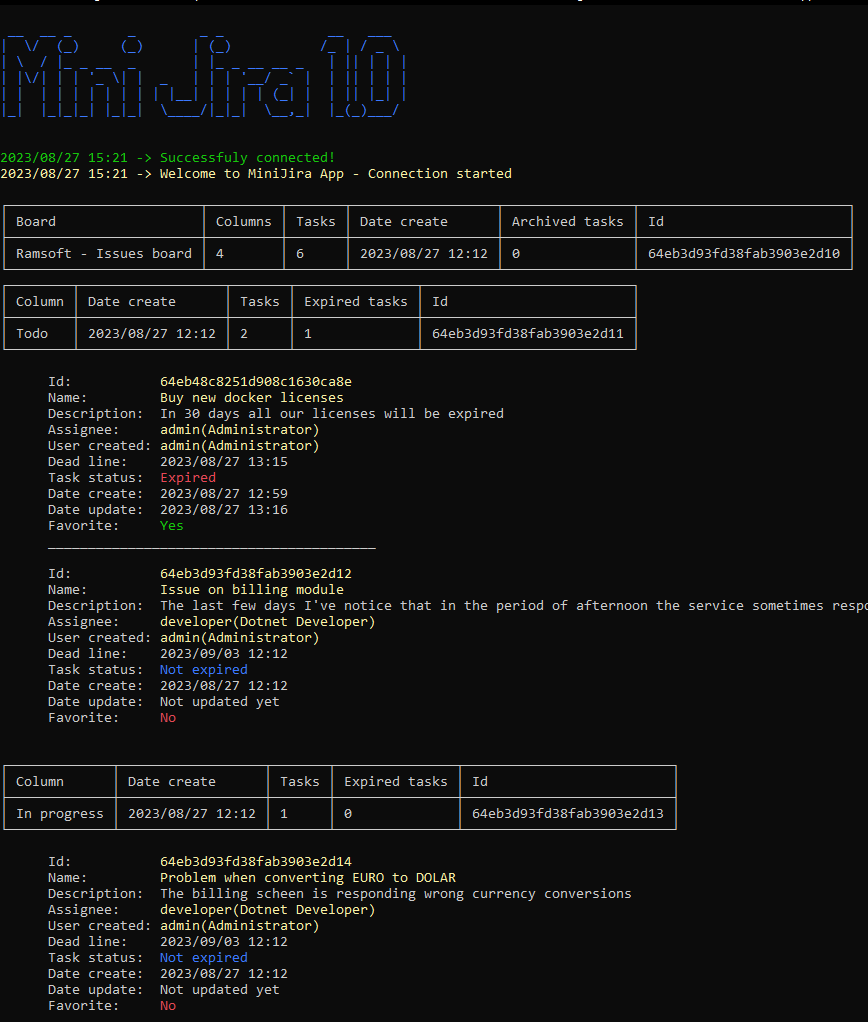 Mini Jira 1.0
2023/08/27 15:21 -> Successfuly connected!
2023/08/27 15:21 -> Welcome to MiniJira App - Connection started
Board Columns Tasks Date create Archived tasks Id
Ramsoft - Issues board 4 6 2023/08/27 12:12 0 64eb3d93fd38fab3903e2d10
Column Date create Tasks Expired tasks Id
Todo 2023/08/27 12:12 2 1 64eb3d93fd38fab3903e2d11
Id: 64eb48c8251d908c1630ca8e
Name: Buy new docker licenses
Description: In 30 days all our licenses will be expired
Assignee: admin(Administrator)
User created: admin(Administrator)
Dead line: 2023/08/27 13:15
Task status: Expired
Date create: 2023/08/27 12:59
Date update: 2023/08/27 13:16
Favorite: Yes
Id: 64eb3d93fd38fab3903e2d12
Name: Issue on billing module
Description: The last few days I've notice that in the period of afternoon the service sometimes respo
Assignee: developer(Dotnet Developer)
User created: admin(Administrator)
Dead line: 2023/09/03 12:12
Task status: Not expired
Date create: 2023/08/27 12:12
Date update: Not updated yet
Favorite: No
Column Date create Tasks Expired tasks Id
In progress 2023/08/27 12:12 1 0 64eb3d93fd38fab3903e2d13
Id: 64eb3d93fd38fab3903e2d14
Name: Problem when converting EURO to DOLAR
Description: The billing scheen is responding wrong currency conversions
Assignee: developer(Dotnet Developer)
User created: admin(Administrator)
Dead line: 2023/09/03 12:12
Task status: Not expired
Date create: 2023/08/27 12:12
Date update: Not updated yet
Favorite: No